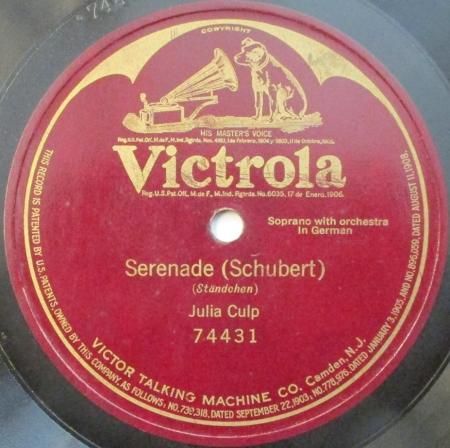 COPYRIGHT
HIS MASTER'S VOICE
Victrola
Soprano with orchestra
In German
Serenade (Schubert)
(Ständchen)
Julia Culp
74431
VICTOR TALKING MACHINE CO. Camden, N.J.
THIS RECORD IS PATENTED BY U.S. PATENTS, OWNED BY THIS COMPANY, AS FOLLOWS, NO. 739,318, DATED SEPTEMBER 22, 1903, NO. 778,976, DATED JANUARY 3, 1905, AND NO. 896,059, DATED AUGUST 11, 1908.